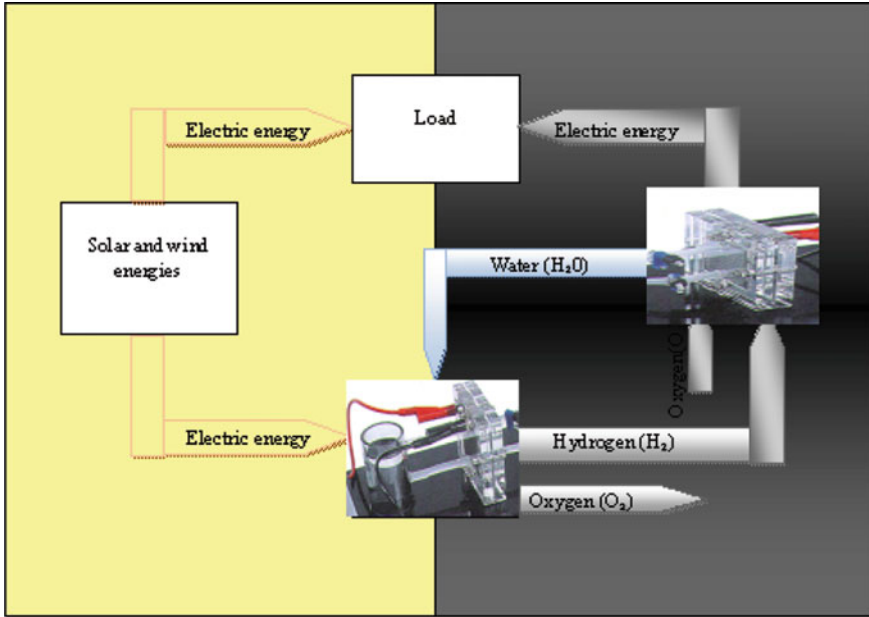 Load
Electric energy
Electric energy
Solar and wind
energies
Water (H₂0)
Oxygen(O
Electric energy
Hydrogen (H₂)
Oxygen (O₂)